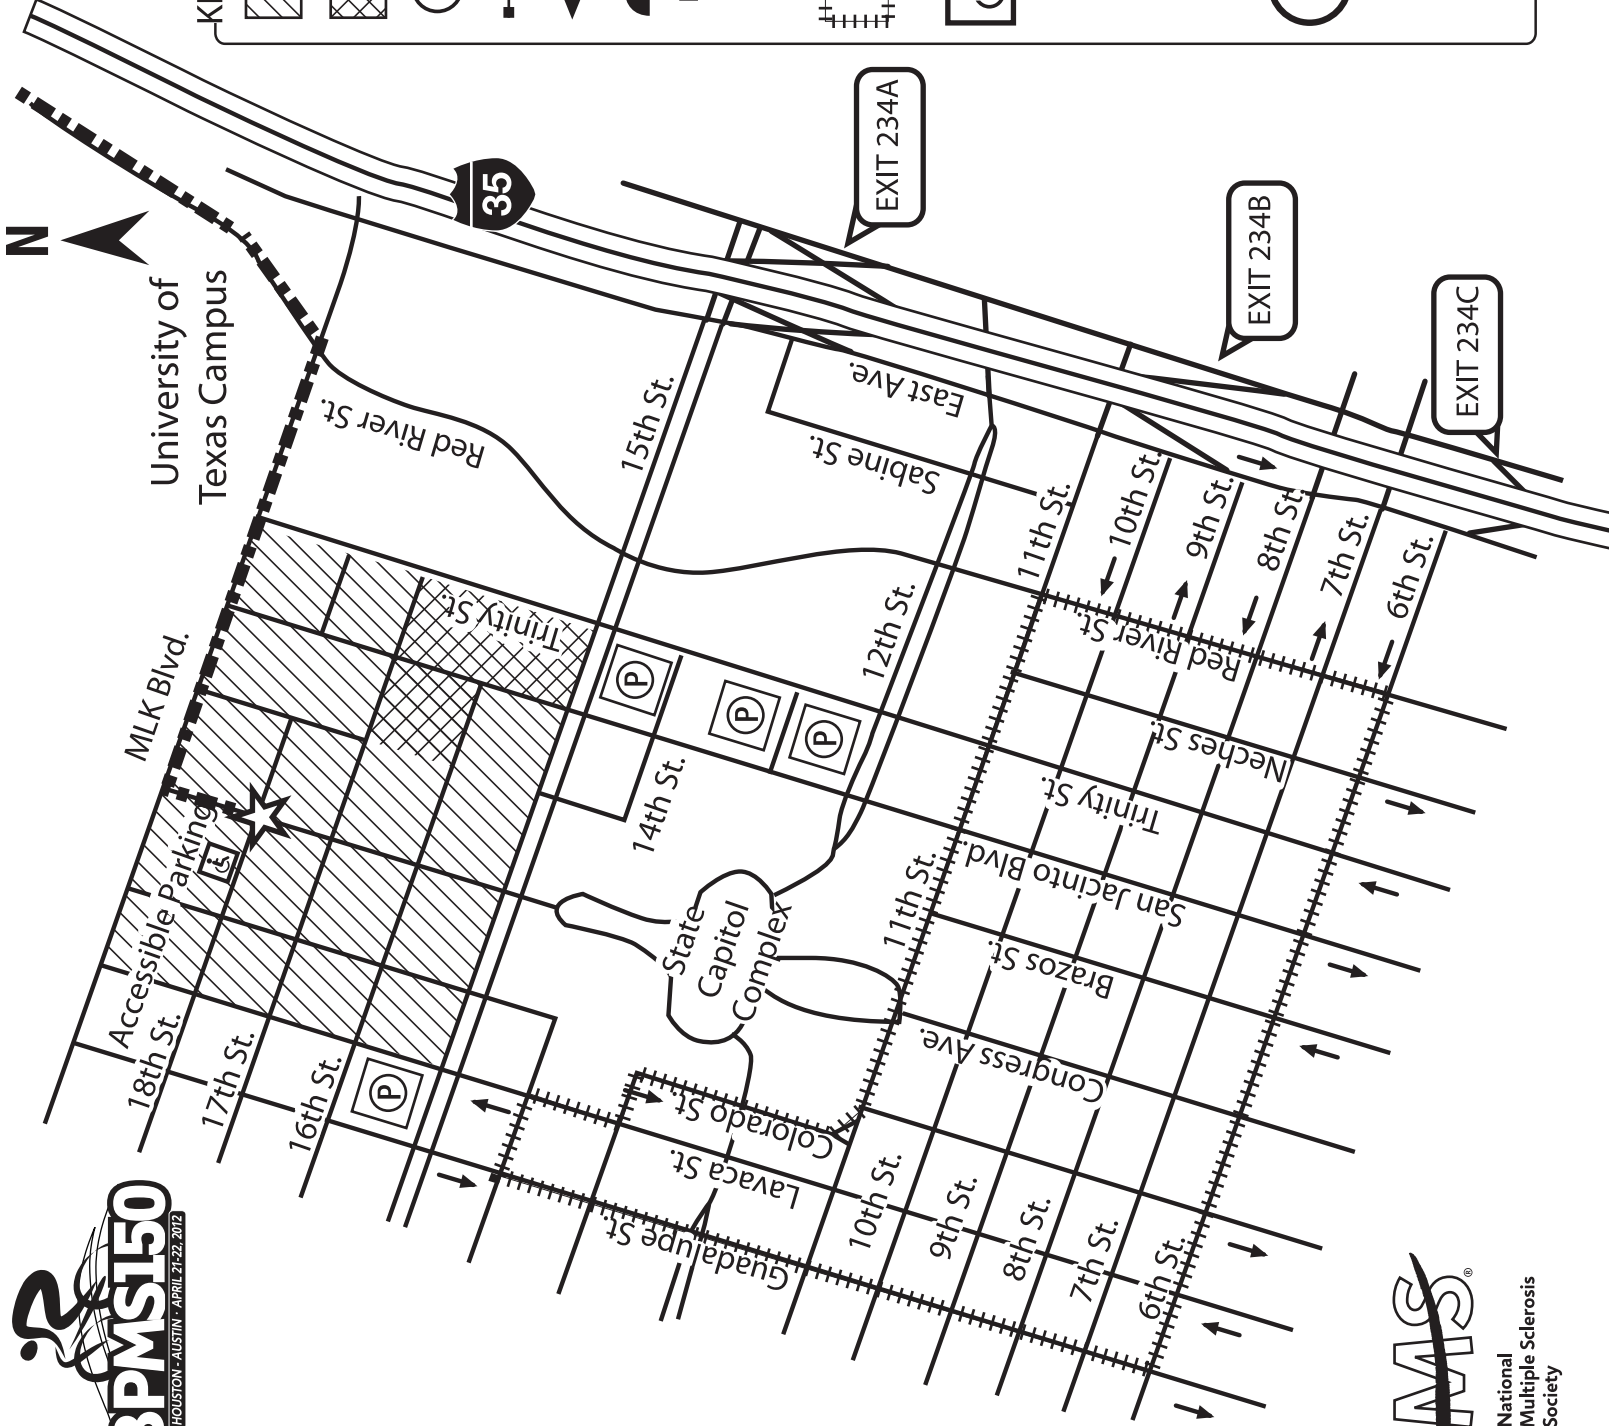 KE
EXIT 234A
EXIT 234B
EXIT 234C
N
35
University of
Texas Campus
MLK Blvd.
Red River St.
15th St.
East Ave.
Sabine St.
Trinity St.
12th St.
11th St.
10th St.
9th St.
8th St.
7th St.
6th St.
Red River St.
Neches St.
Trinity St.
San Jacinto Blvd.
Brazos St.
Congress Ave.
P
P
P
14th St.
State
Capitol
Complex
11th St.
Accessible Parking
18th St.
17th St.
16th St.
P
Colorado St.
Lavaca St.
Guadalupe St.
10th St.
9th St.
8th St.
7th St.
6th St.
BPMS150
HOUSTON - AUSTIN · APRIL 21-22, 2012
MS®
National
Multiple Sclerosis
Society